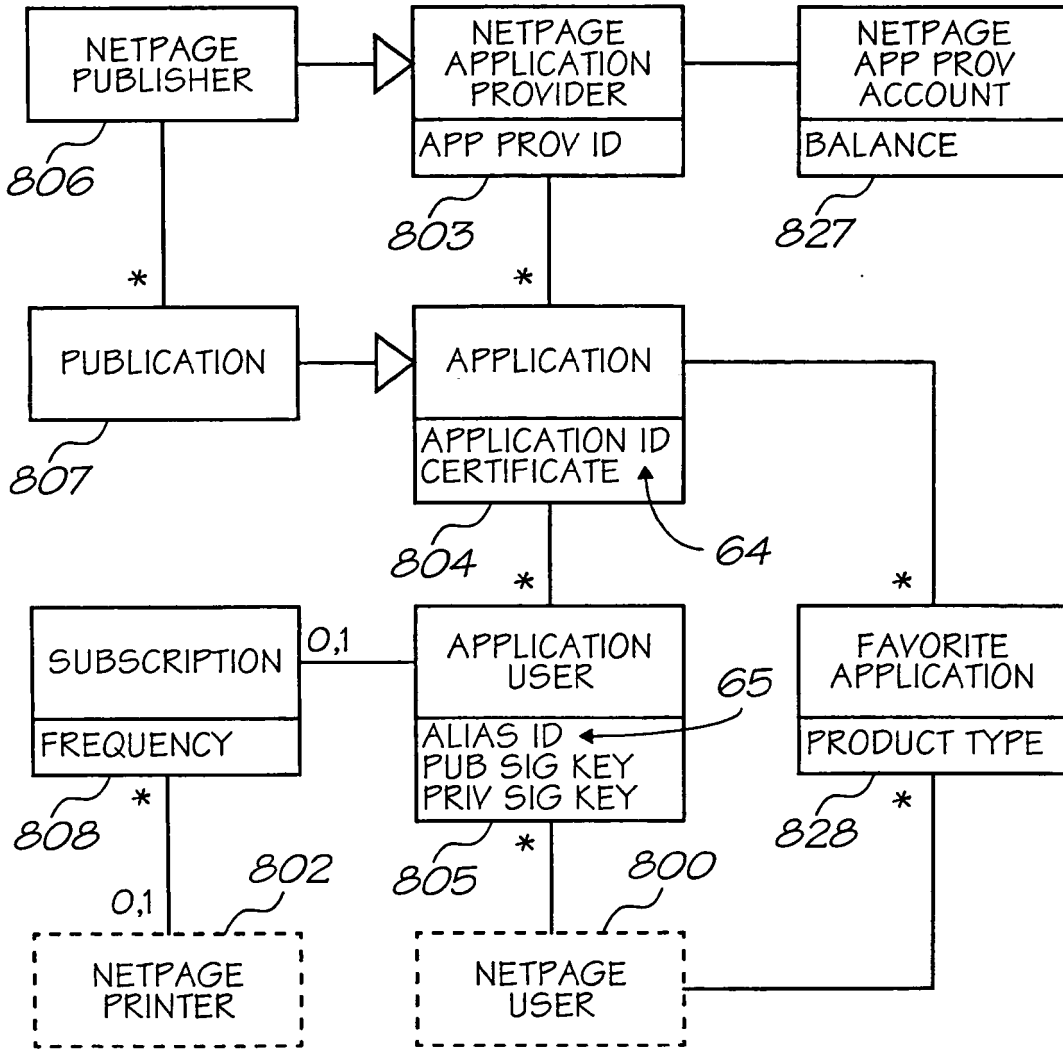 NETPAGE
PUBLISHER
NETPAGE
APPLICATION
PROVIDER
APP PROV ID
NETPAGE
APP PROV
ACCOUNT
BALANCE
806
803
827
*
*
PUBLICATION
APPLICATION
APPLICATION ID
CERTIFICATE
807
804
64
*
*
SUBSCRIPTION
FREQUENCY
0,1
APPLICATION
USER
ALIAS ID
PUB SIG KEY
PRIV SIG KEY
65
FAVORITE
APPLICATION
PRODUCT TYPE
808
*
805
*
828
*
802
800
0,1
NETPAGE
PRINTER
NETPAGE
USER